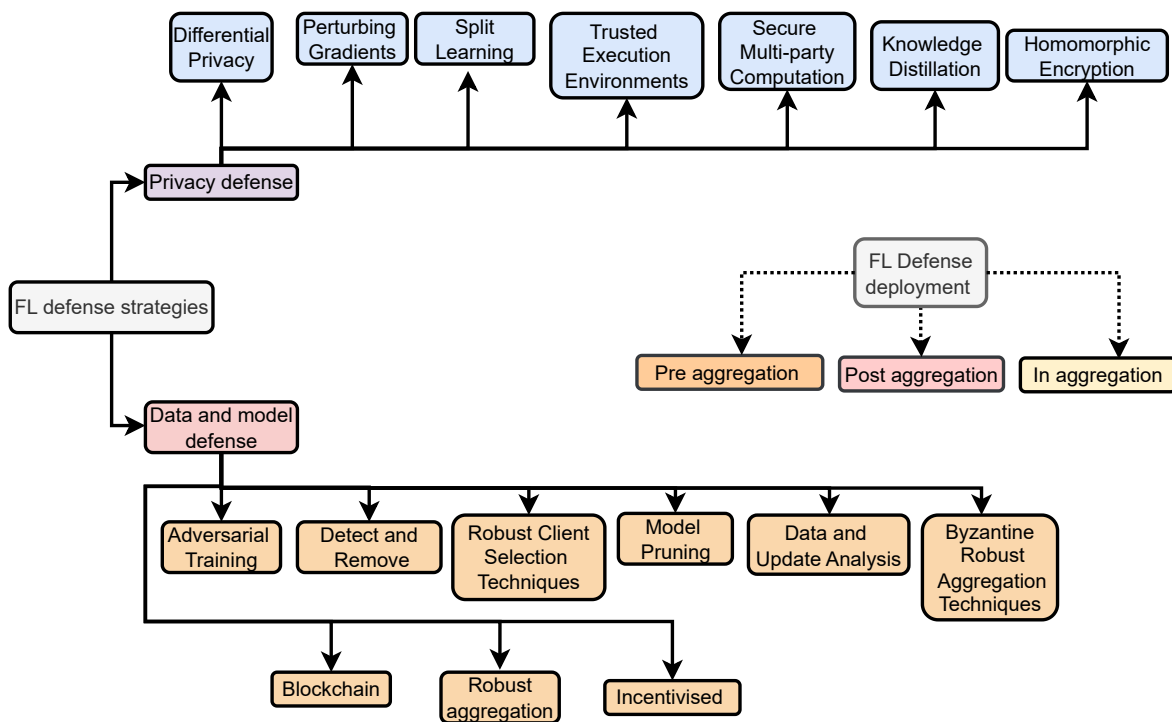 Differential
Privacy
Perturbing
Gradients
Split
Learning
Trusted
Execution
Environments
Secure
Multi-party
Computation
Knowledge
Distillation
Homomorphic
Encryption
Privacy defense
FL defense strategies
FL Defense
deployment
Pre aggregation
Post aggregation
In aggregation
Data and model
defense
Adversarial
Training
Detect and
Remove
Robust Client
Selection
Techniques
Model
Pruning
Data and
Update Analysis
Byzantine
Robust
Aggregation
Techniques
Blockchain
Robust
aggregation
Incentivised